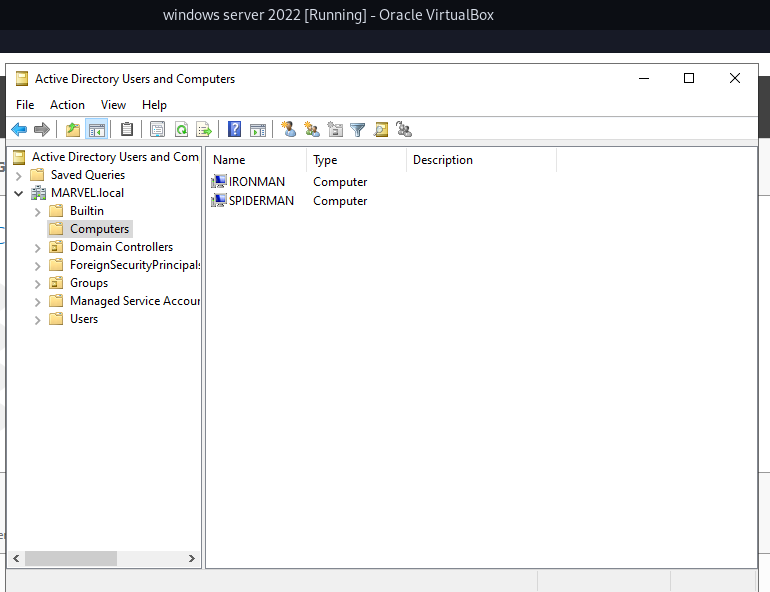 windows server 2022 [Running] - Oracle VirtualBox
Active Directory Users and Computers
File Action View Help
Active Directory Users and Com
Saved Queries
MARVEL.local
Builtin
Computers
Domain Controllers
ForeignSecurityPrincipals
Groups
Managed Service Accour
Users
Name Type Description
IRONMAN Computer
SPIDERMAN Computer